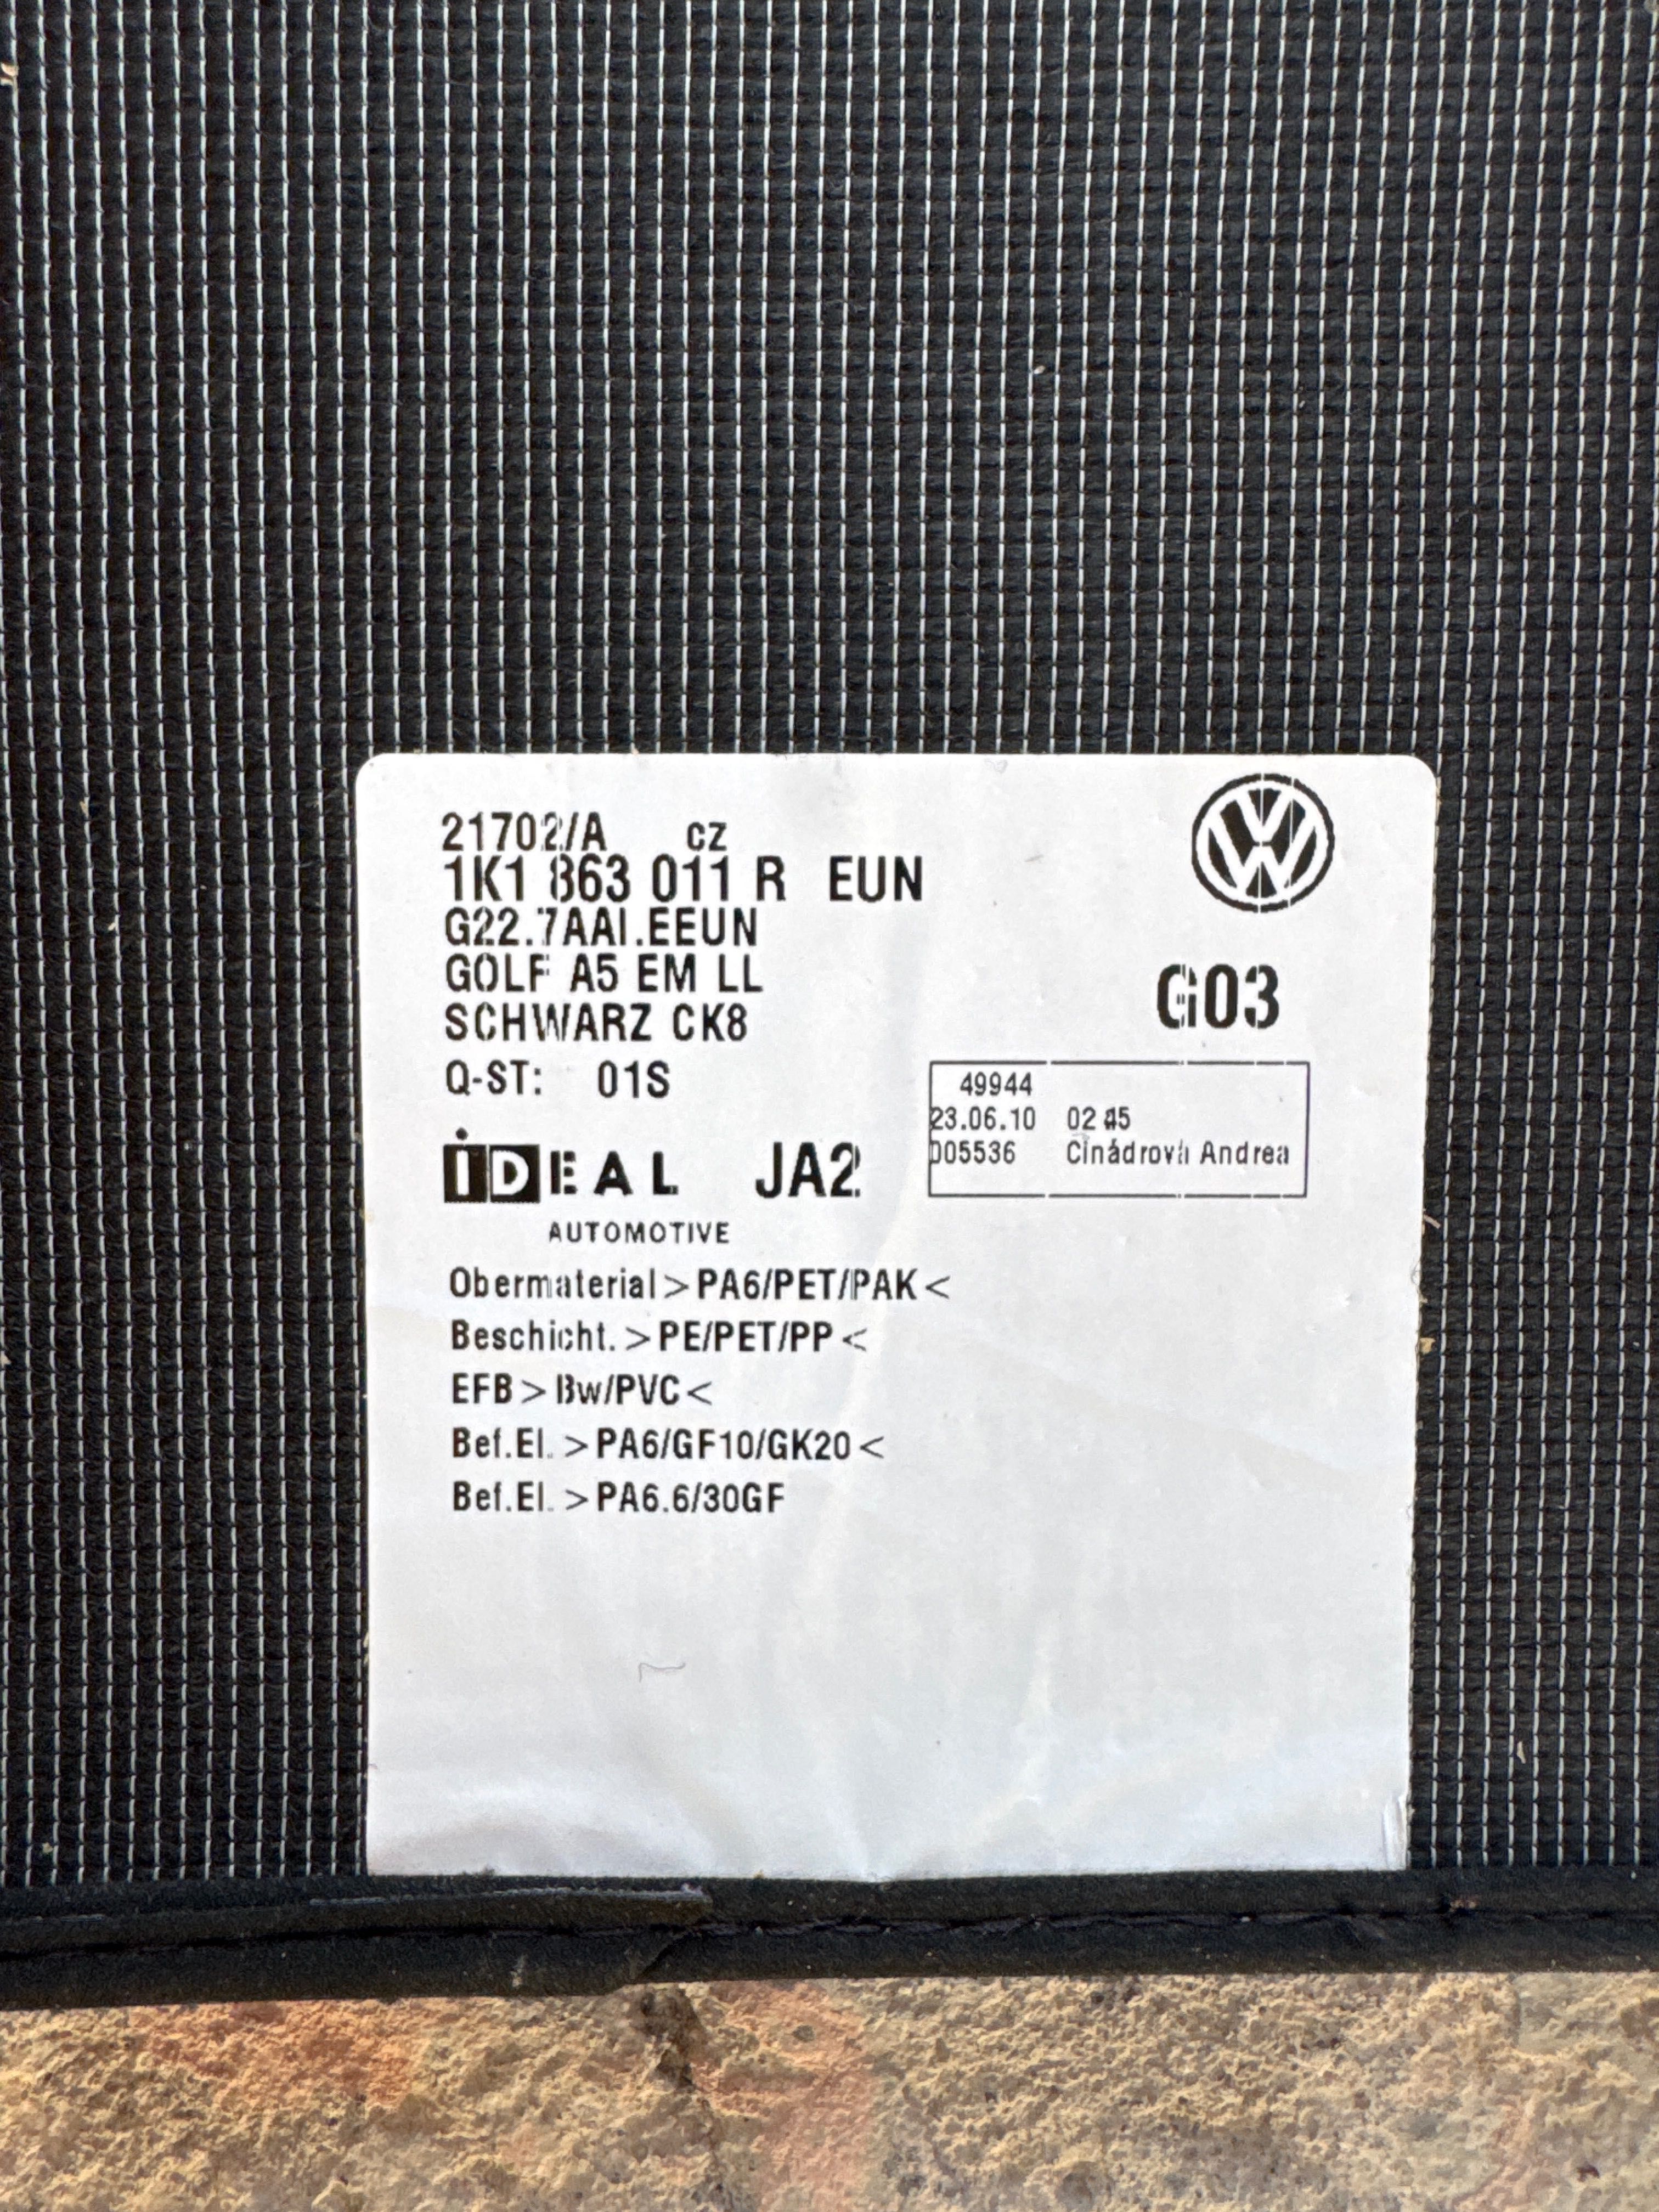 21702/A CZ
1K1 863 011 R EUN
G22.7AAI.EEUN
GOLF A5 EM LL
SCHWARZ CK8
G03
Q-ST: 01S
49944
23.06.10 02:45
005536 Cinádrová Andrea
iDEAL JA2
AUTOMOTIVE
Obermaterial>PA6/PET/PAK<
Beschicht.>PE/PET/PP<
EFB>Bw/PVC<
Bef.El.>PA6/GF10/GK20<
Bef.El.>PA6.6/30GF